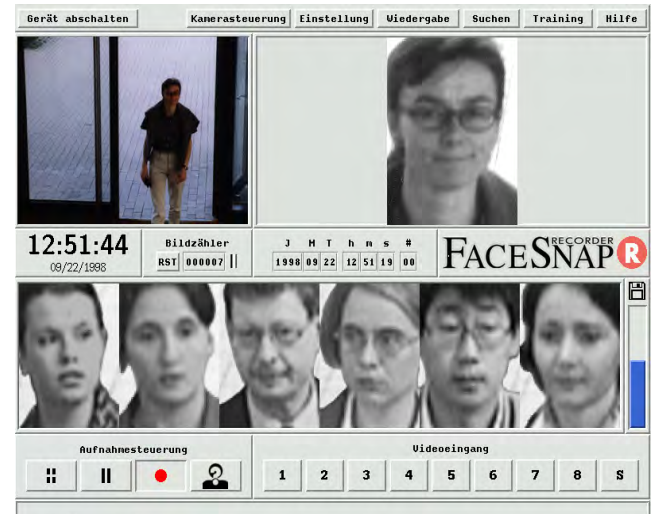 Gerät abschalten Kamerasteuerung Einstellung Wiedergabe Suchen Training Hilfe
12:51:44
09/22/1998
Bildzähler
RST 000007
J M T h m s #
1998 09 22 12 51 19 00
FACESNAP RECORDER R
Aufnahmesteuerung
Videoeingang
1 2 3 4 5 6 7 8 S